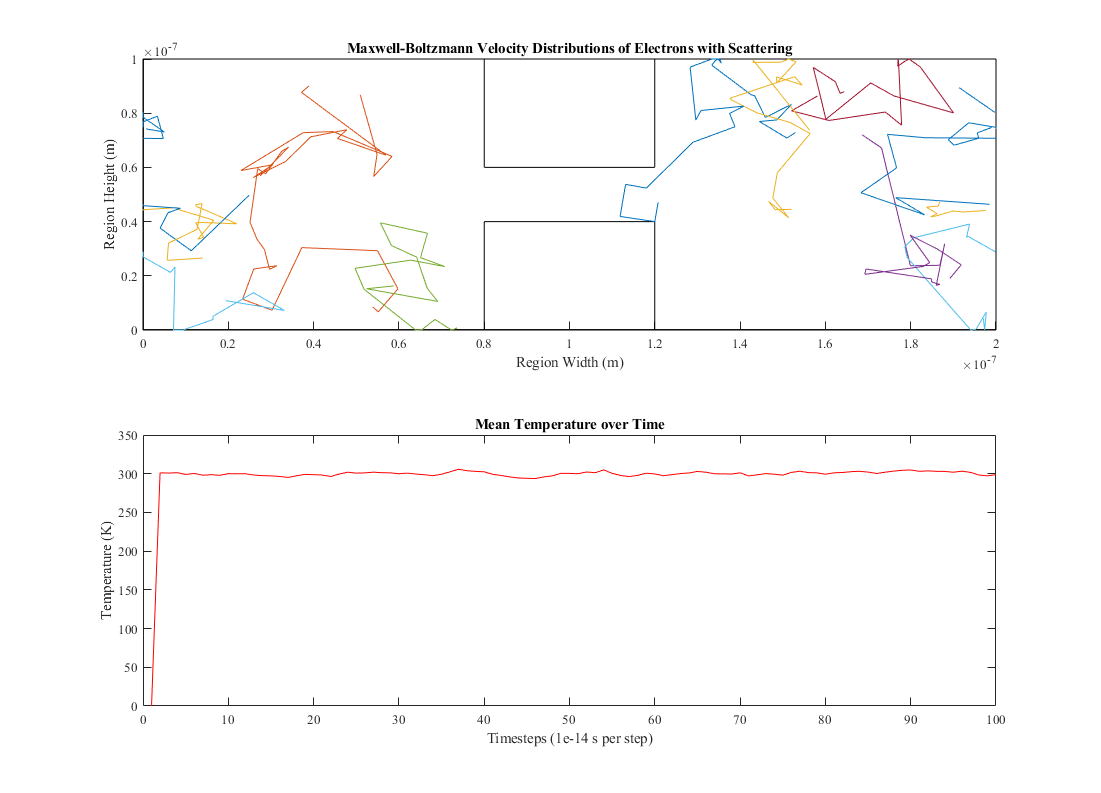 Maxwell-Boltzmann Velocity Distributions of Electrons with Scattering
×10⁻⁷
1
0.8
0.6
0.4
0.2
0
Region Height (m)
0 0.2 0.4 0.6 0.8 1 1.2 1.4 1.6 1.8 2
Region Width (m)
×10⁻⁷
Mean Temperature over Time
350
300
250
200
150
100
50
0
Temperature (K)
0 10 20 30 40 50 60 70 80 90 100
Timesteps (1e-14 s per step)